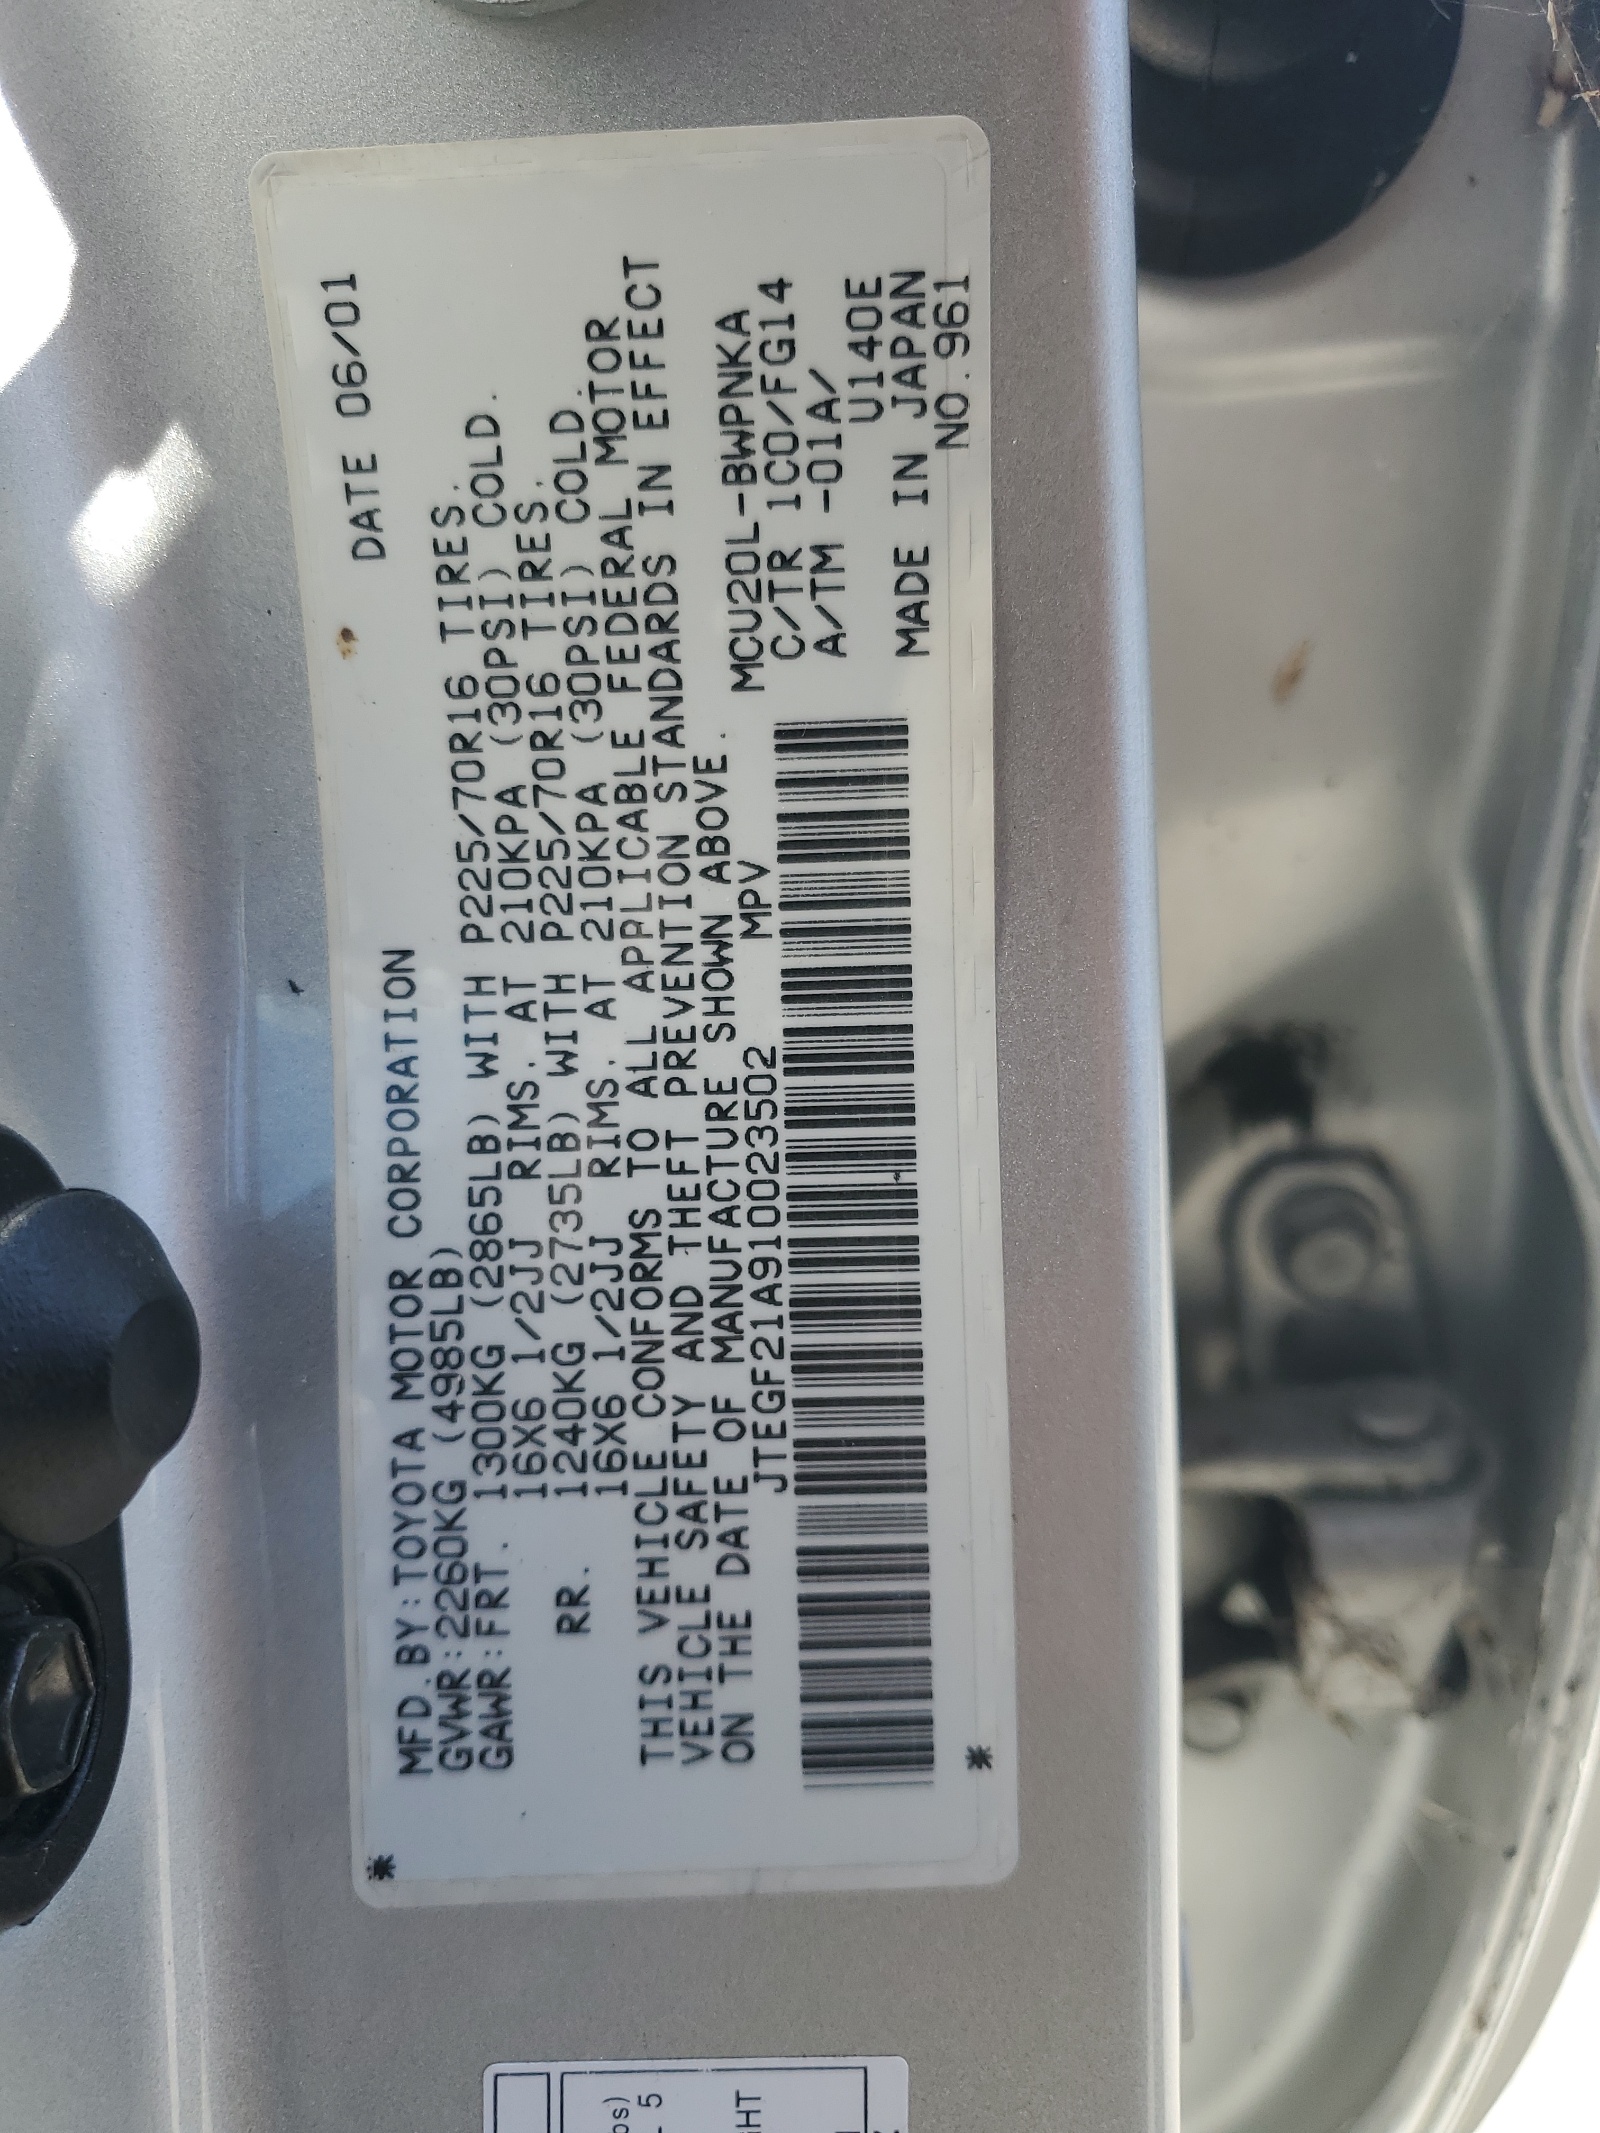 DATE 06/01
MFD.BY:TOYOTA MOTOR CORPORATION
GVWR:2260KG (4985LB)
GAWR:FRT. 1300KG (2865LB) WITH P225/70R16 TIRES.
16X6 1/2JJ RIMS. AT 210KPA (30PSI) COLD.
RR. 1240KG (2735LB) WITH P225/70R16 TIRES.
16X6 1/2JJ RIMS. AT 210KPA (30PSI) COLD.
THIS VEHICLE CONFORMS TO ALL APPLICABLE FEDERAL MOTOR
VEHICLE SAFETY AND THEFT PREVENTION STANDARDS IN EFFECT
ON THE DATE OF MANUFACTURE SHOWN ABOVE.
JTEGF21A910023502 MPV
MCU20L-BWPNKA
C/TR 1C0/FG14
A/TM -01A/
U140E
MADE IN JAPAN
NO.961
5